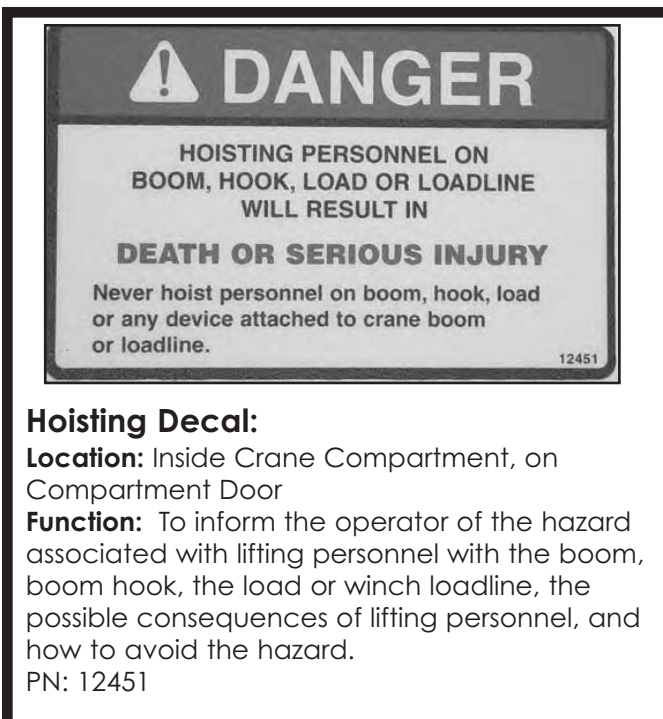 DANGER
HOISTING PERSONNEL ON
BOOM, HOOK, LOAD OR LOADLINE
WILL RESULT IN
DEATH OR SERIOUS INJURY
Never hoist personnel on boom, hook, load
or any device attached to crane boom
or loadline.
12451
Hoisting Decal:
Location: Inside Crane Compartment, on
Compartment Door
Function: To inform the operator of the hazard
associated with lifting personnel with the boom,
boom hook, the load or winch loadline, the
possible consequences of lifting personnel, and
how to avoid the hazard.
PN: 12451